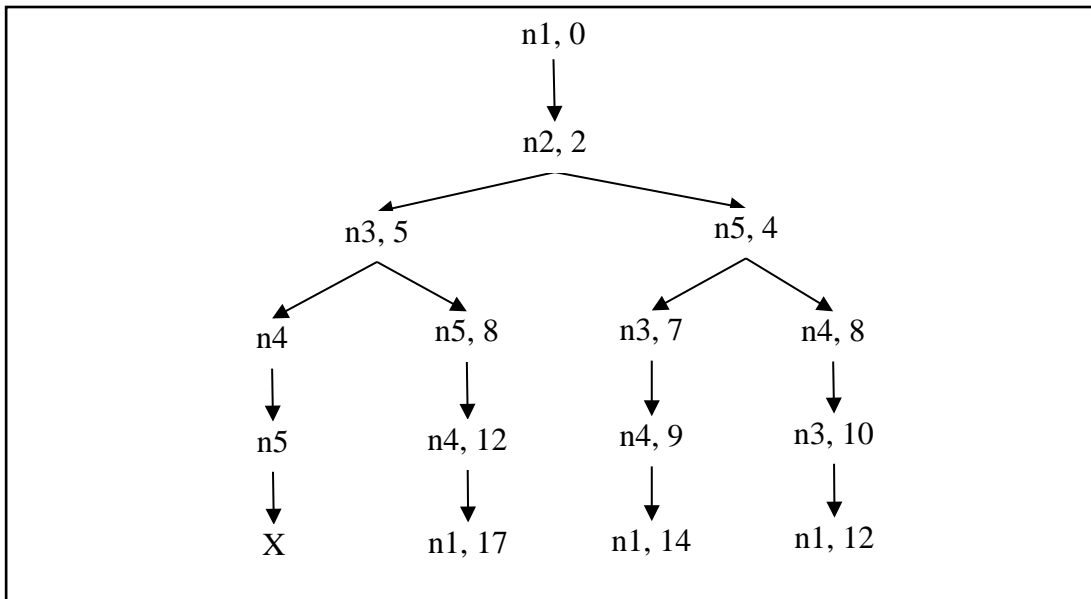 n1, 0
n2, 2
n3, 5
n5, 4
n4
n5, 8
n3, 7
n4, 8
n5
n4, 12
n4, 9
n3, 10
X
n1, 17
n1, 14
n1, 12